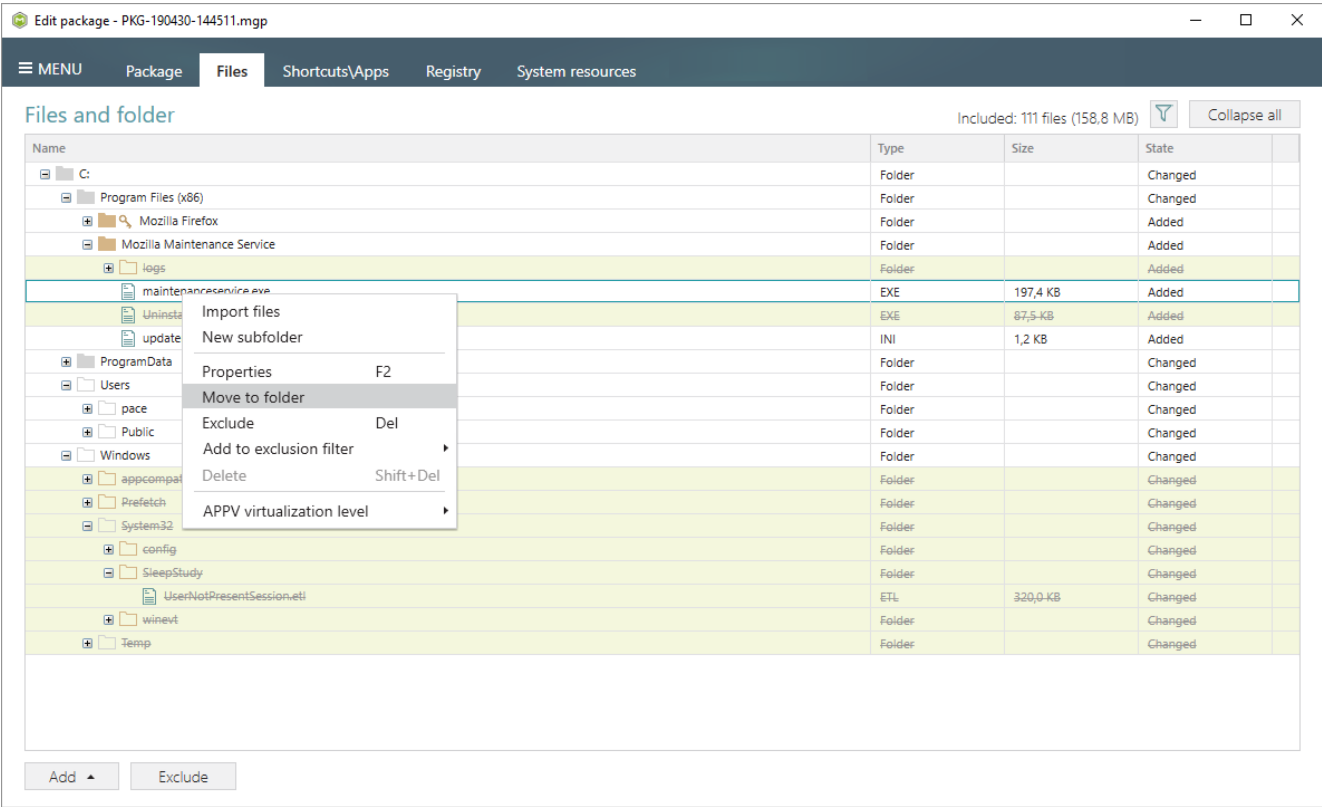 Edit package - PKG-190430-144511.mgp
MENU Package Files Shortcuts\Apps Registry System resources
Files and folder Included: 111 files (158,8 MB) Collapse all
Name Type Size State
C: Folder Changed
Program Files (x86) Folder Changed
Mozilla Firefox Folder Added
Mozilla Maintenance Service Folder Added
logs Folder Added
maintenanceservice.exe EXE 197,4 KB Added
Uninsta EXE 87,5 KB Added
update INI 1,2 KB Added
ProgramData Folder Changed
Users Folder Changed
pace Folder Changed
Public Folder Changed
Windows Folder Changed
appcompat Folder Changed
Prefetch Folder Changed
System32 Folder Changed
config Folder Changed
SleepStudy Folder Changed
UserNotPresentSession.etl ETL 320,0 KB Changed
winevt Folder Changed
Temp Folder Changed
Import files
New subfolder
Properties F2
Move to folder
Exclude Del
Add to exclusion filter
Delete Shift+Del
APPV virtualization level
Add Exclude